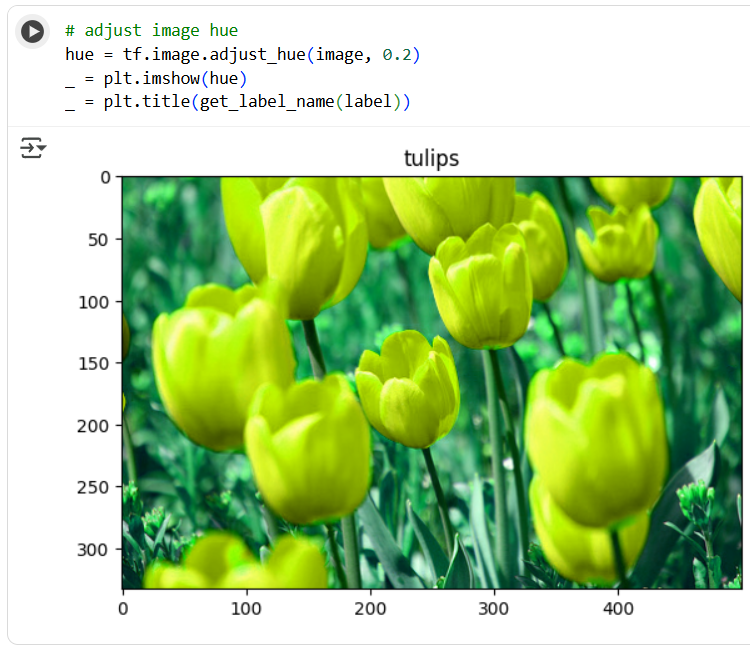 # adjust image hue
hue = tf.image.adjust_hue(image, 0.2)
_ = plt.imshow(hue)
_ = plt.title(get_label_name(label))
tulips
0
50
100
150
200
250
300
0 100 200 300 400